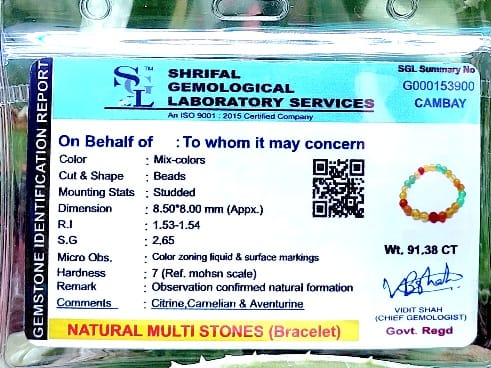 GEMSTONE IDENTIFICATION REPORT
SGL
TM
SHRIFAL
GEMOLOGICAL
LABORATORY SERVICES
An ISO 9001 : 2015 Certified Company
SGL Summary No
G000153900
CAMBAY
On Behalf of : To whom it may concern
Color : Mix-colors
Cut & Shape : Beads
Mounting Stats : Studded
Dimension : 8.50*8.00 mm (Appx.)
R.I : 1.53-1.54
S.G : 2,65
Micro Obs. : Color zoning liquid & surface markings
Hardness : 7 (Ref. mohsn scale)
Remark : Observation confirmed natural formation
Comments : Citrine,Carnelian & Aventurine
NATURAL MULTI STONES (Bracelet)
Wt. 91,38 CT
VIDIT SHAH
(CHIEF GEMOLOGIST)
Govt. Regd